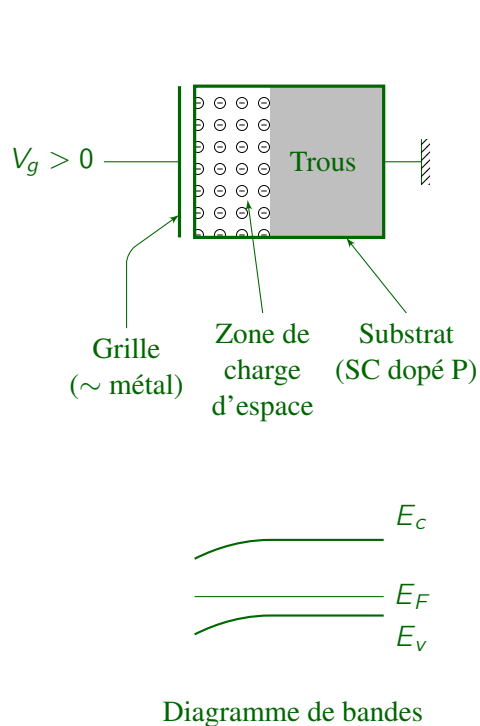 V_g > 0
Trous
Grille
(∼ métal)
Zone de
charge
d'espace
Substrat
(SC dopé P)
E_c
E_F
E_v
Diagramme de bandes